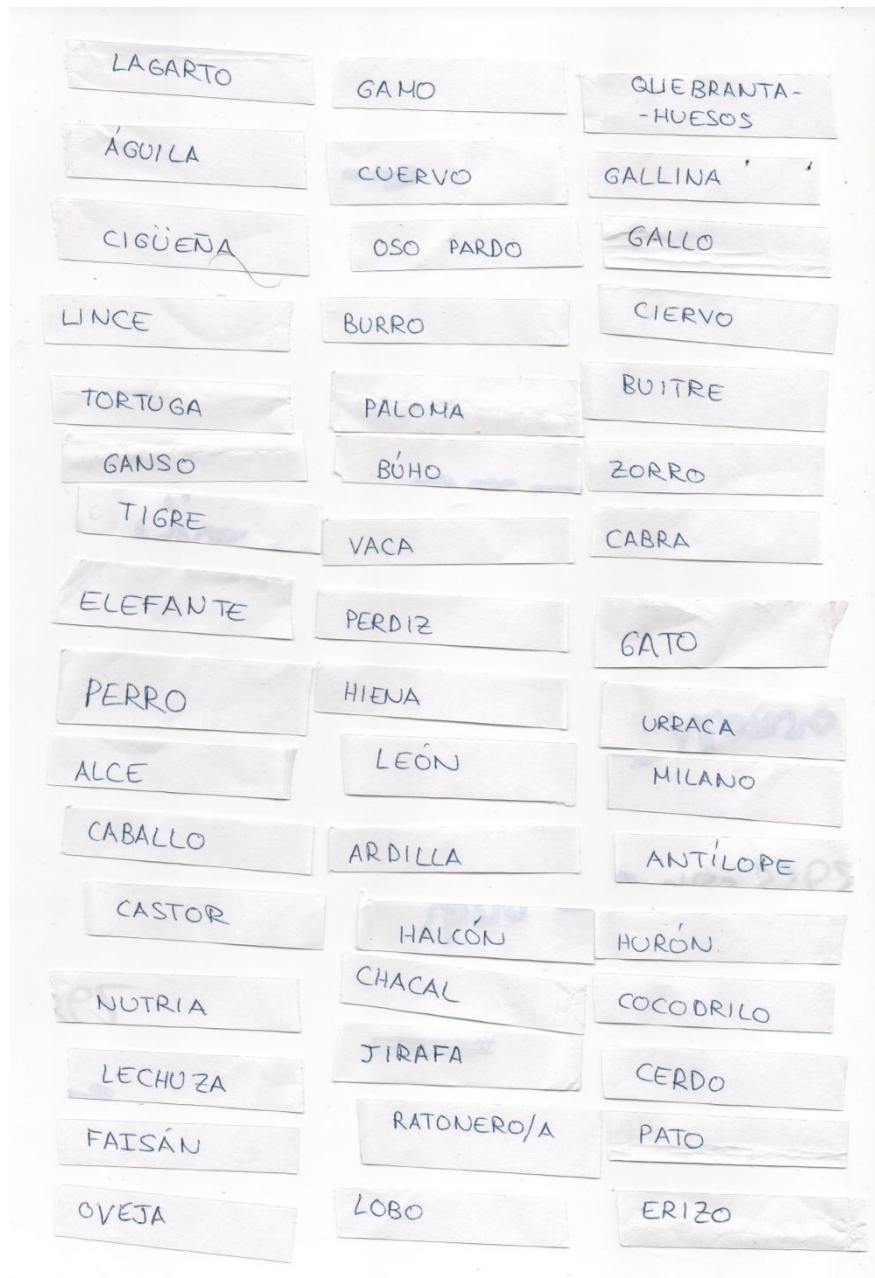 LAGARTO
GAMO
QUEBRANTA-
-HUESOS
ÁGUILA
CUERVO
GALLINA
CIGÜEÑA
OSO PARDO
GALLO
LINCE
BURRO
CIERVO
TORTUGA
PALOMA
BUITRE
GANSO
BÚHO
ZORRO
TIGRE
VACA
CABRA
ELEFANTE
PERDIZ
GATO
PERRO
HIENA
URRACA
ALCE
LEÓN
MILANO
CABALLO
ARDILLA
ANTÍLOPE
CASTOR
HALCÓN
HURÓN
NUTRIA
CHACAL
COCODRILO
LECHUZA
JIRAFA
CERDO
FAISÁN
RATONERO/A
PATO
OVEJA
LOBO
ERIZO